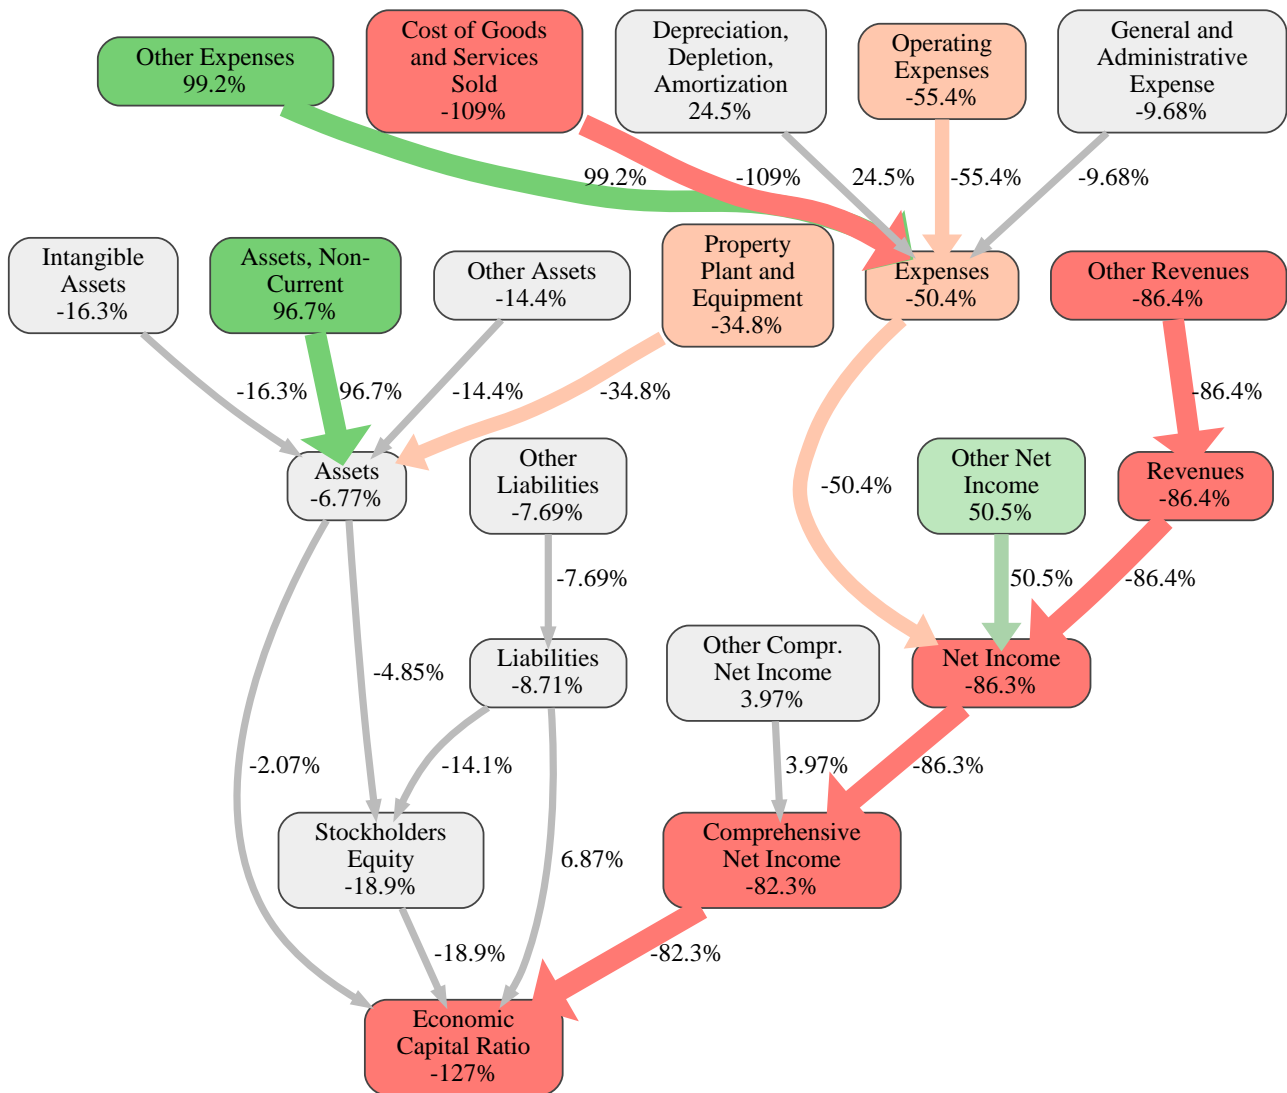 Other Expenses
99.2%
Cost of Goods
and Services
Sold
-109%
Depreciation,
Depletion,
Amortization
24.5%
Operating
Expenses
-55.4%
General and
Administrative
Expense
-9.68%
99.2%
-109%
24.5%
-55.4%
-9.68%
Intangible
Assets
-16.3%
Assets, Non-
Current
96.7%
Other Assets
-14.4%
Property
Plant and
Equipment
-34.8%
Expenses
-50.4%
Other Revenues
-86.4%
-16.3%
96.7%
-14.4%
-34.8%
-86.4%
Assets
-6.77%
Other
Liabilities
-7.69%
-50.4%
Other Net
Income
50.5%
Revenues
-86.4%
-7.69%
50.5%
-86.4%
Liabilities
-8.71%
Other Compr.
Net Income
3.97%
Net Income
-86.3%
-4.85%
-2.07%
-14.1%
3.97%
-86.3%
Stockholders
Equity
-18.9%
6.87%
Comprehensive
Net Income
-82.3%
-18.9%
-82.3%
Economic
Capital Ratio
-127%